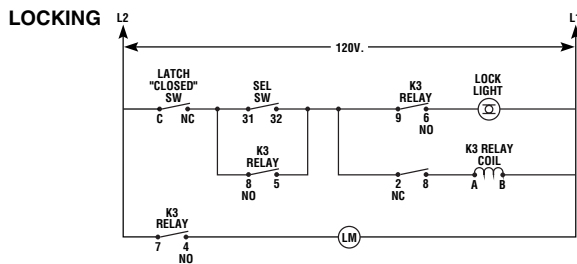 LOCKING
L2
L1
120V.
LATCH
"CLOSED"
SW
C NC
SEL
SW
31 32
K3
RELAY
9 6
NO
LOCK
LIGHT
K3
RELAY
8 5
NO
2 8
NC
K3 RELAY
COIL
A B
K3
RELAY
7 4
NO
LM